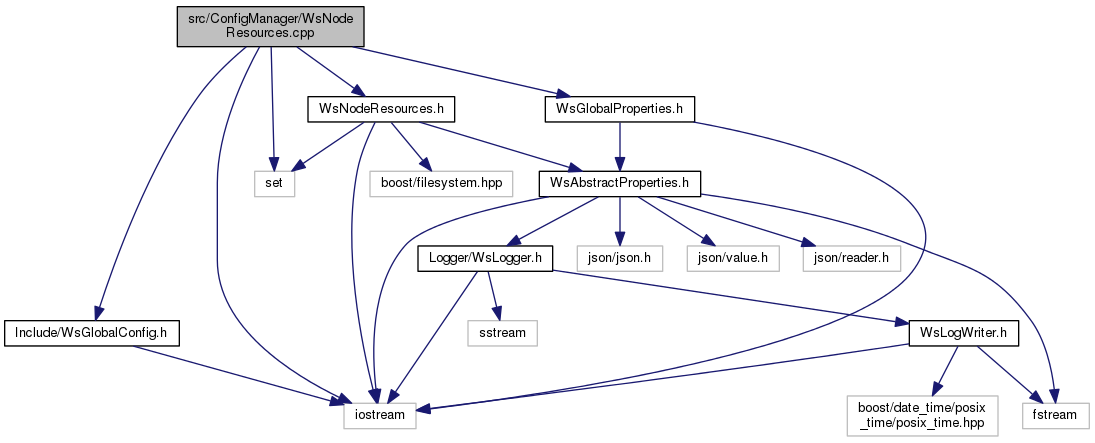 src/ConfigManager/WsNode
Resources.cpp
WsNodeResources.h
WsGlobalProperties.h
set
boost/filesystem.hpp
WsAbstractProperties.h
Logger/WsLogger.h
json/json.h
json/value.h
json/reader.h
Include/WsGlobalConfig.h
sstream
WsLogWriter.h
iostream
boost/date_time/posix
_time/posix_time.hpp
fstream